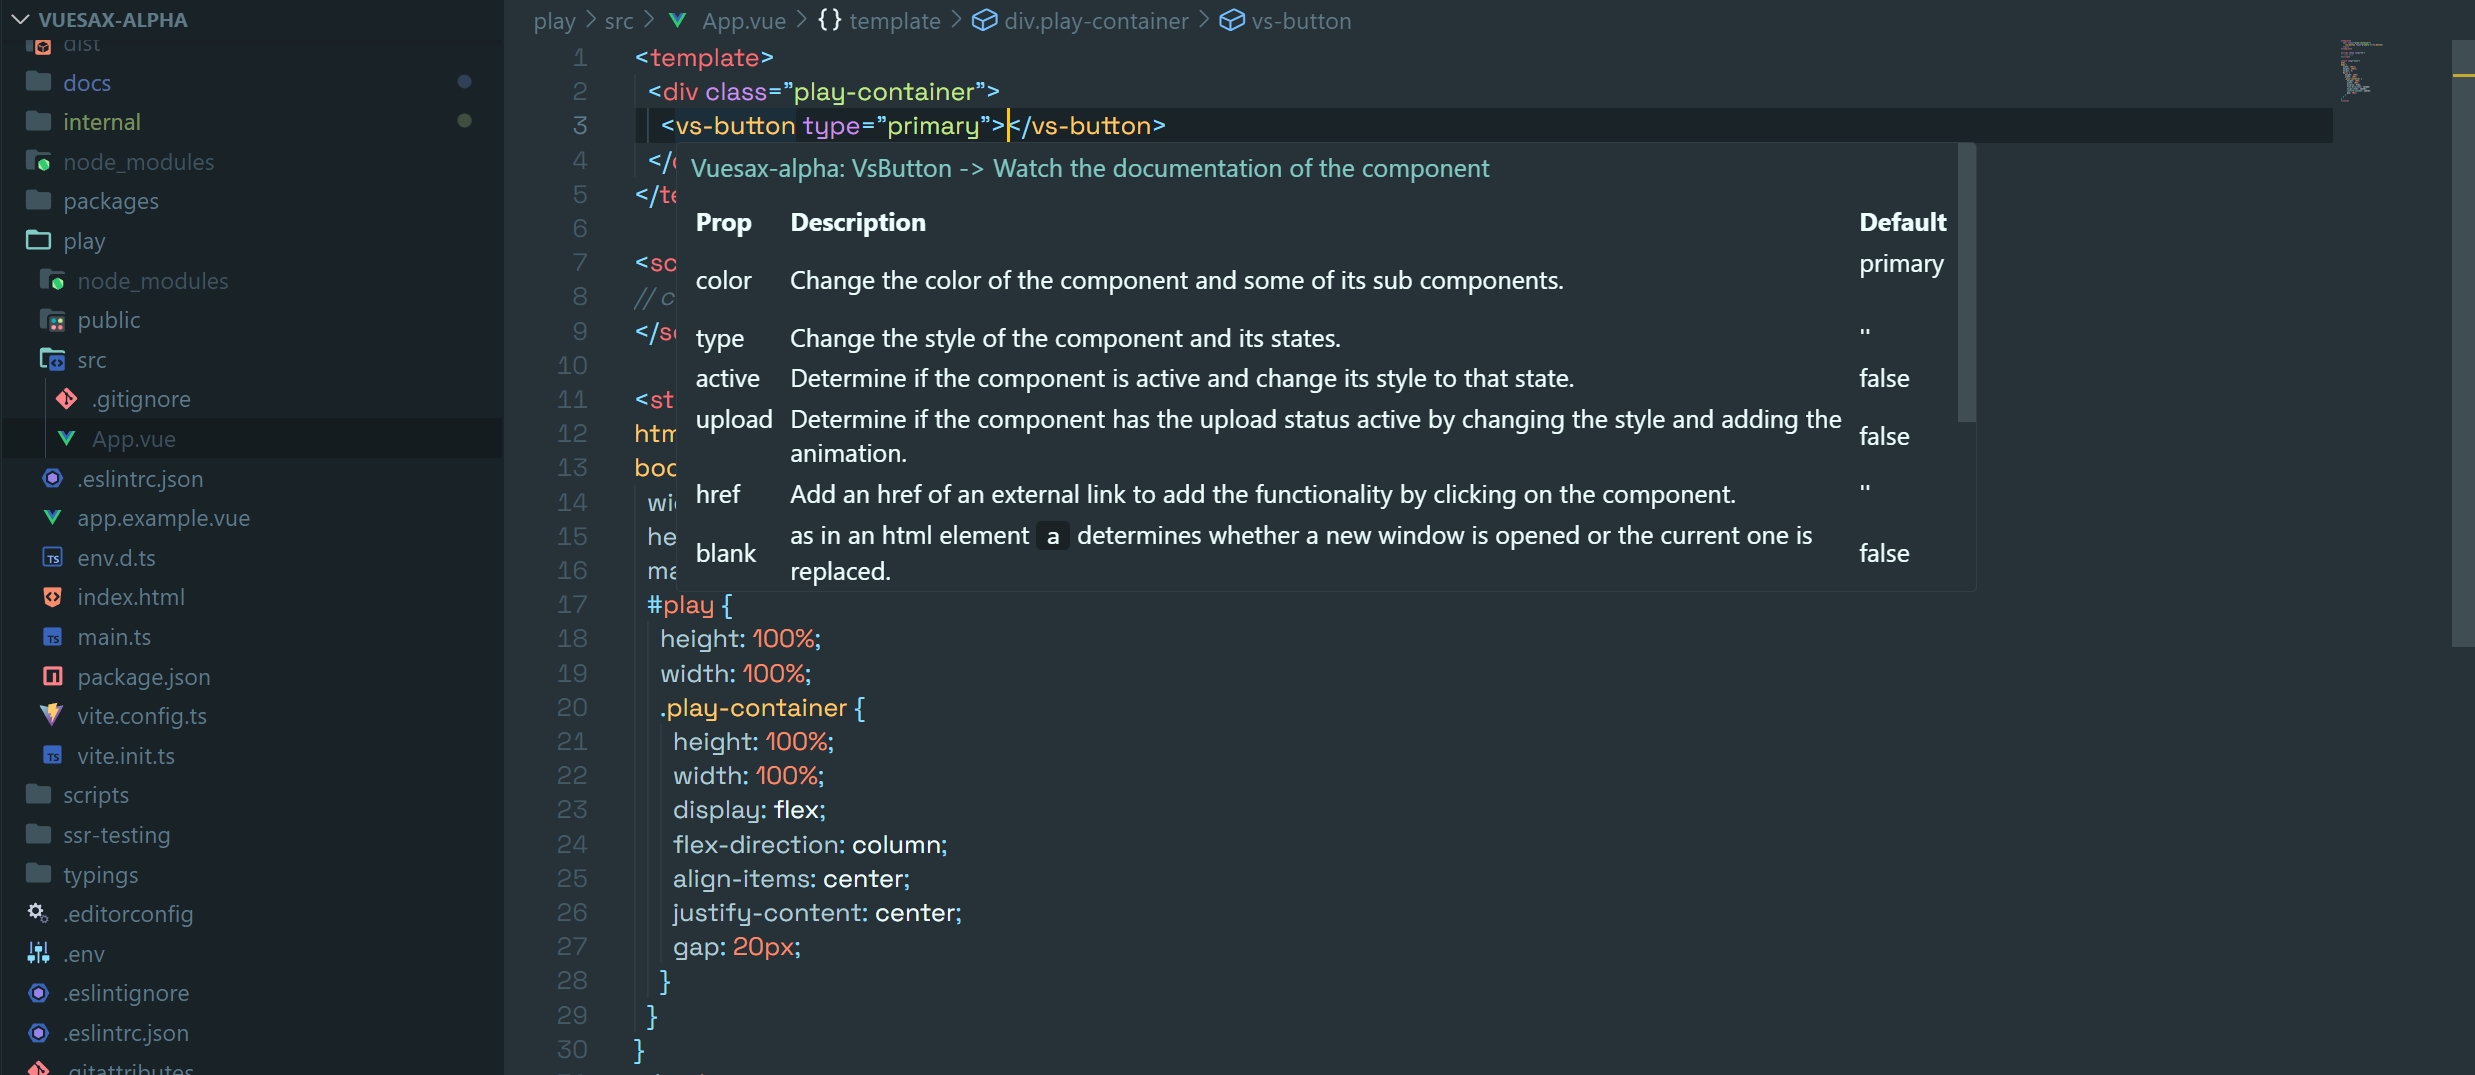 VUESAX-ALPHA
dist
docs
internal
node_modules
packages
play
node_modules
public
src
.gitignore
App.vue
.eslintrc.json
app.example.vue
env.d.ts
index.html
main.ts
package.json
vite.config.ts
vite.init.ts
scripts
ssr-testing
typings
.editorconfig
.env
.eslintignore
.eslintrc.json
.gitattributes
play > src > App.vue > {} template > div.play-container > vs-button
1 <template>
2 <div class="play-container">
3 <vs-button type="primary"></vs-button>
4 </
5 </te
6
7 <sc
8 // c
9 </sc
10
11 <st
12 htm
13 bod
14 wi
15 he
16 ma
Vuesax-alpha: VsButton -> Watch the documentation of the component
Prop Description Default
color Change the color of the component and some of its sub components. primary
type Change the style of the component and its states. ''
active Determine if the component is active and change its style to that state. false
upload Determine if the component has the upload status active by changing the style and adding the
animation. false
href Add an href of an external link to add the functionality by clicking on the component. ''
blank as in an html element a determines whether a new window is opened or the current one is
replaced. false
17 #play {
18 height: 100%;
19 width: 100%;
20 .play-container {
21 height: 100%;
22 width: 100%;
23 display: flex;
24 flex-direction: column;
25 align-items: center;
26 justify-content: center;
27 gap: 20px;
28 }
29 }
30 }